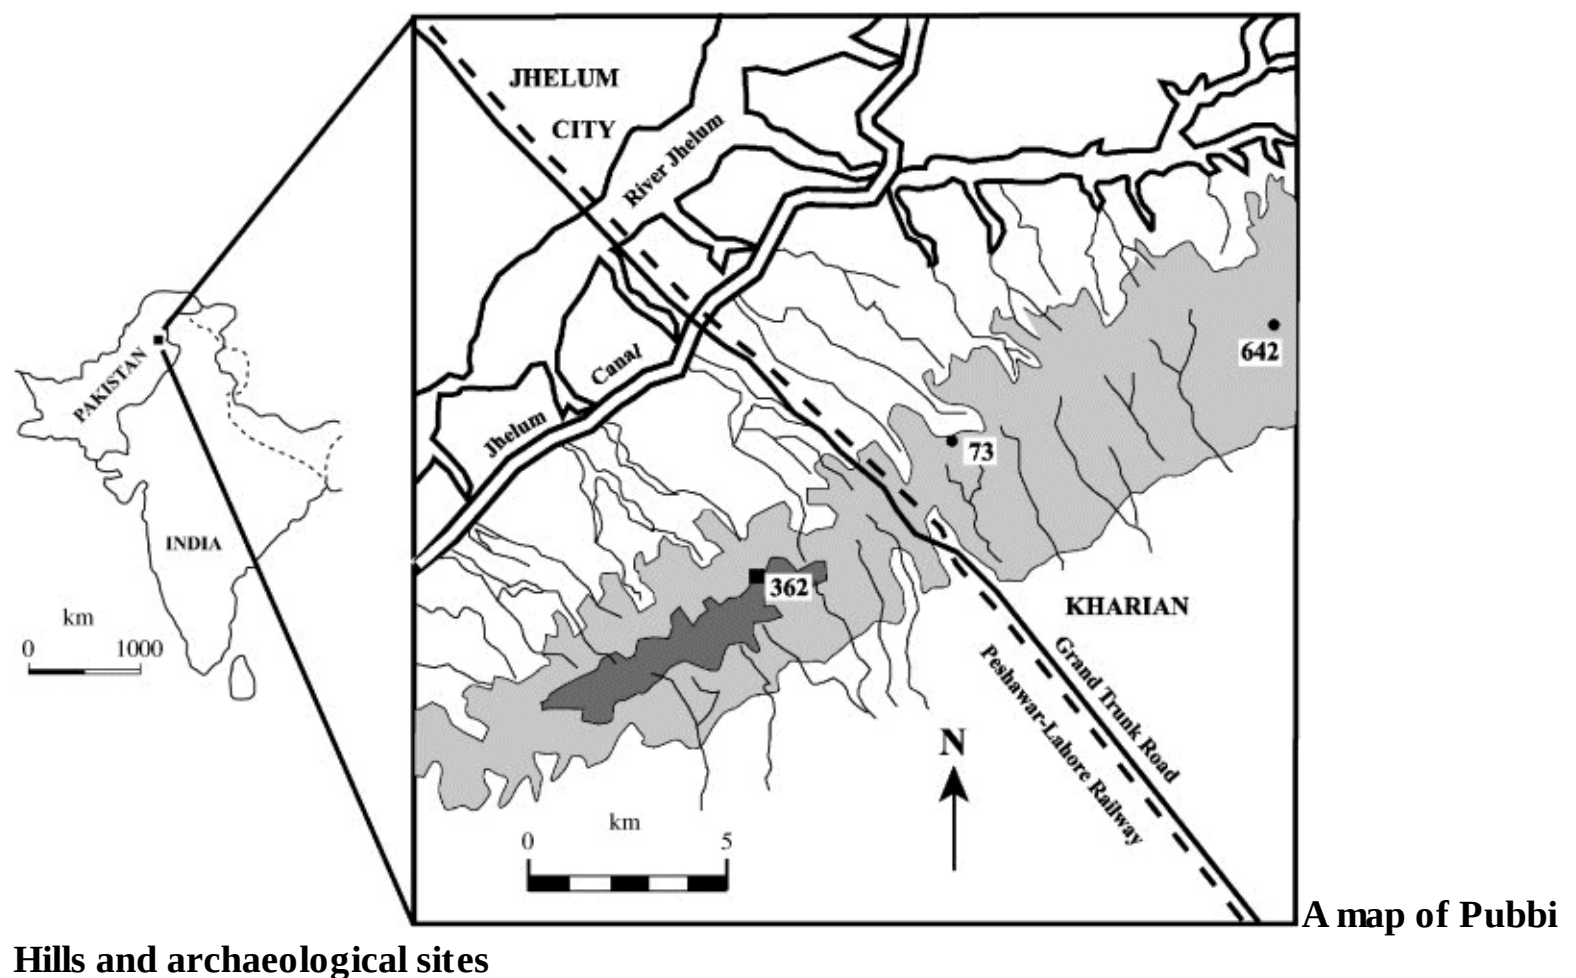 JHELUM
CITY
River Jhelum
PAKISTAN
INDIA
km
0 1000
Canal
Jhelum
642
73
362
KHARIAN
Grand Trunk Road
Peshawar-Lahore Railway
N
km
0 5
A map of Pubbi
Hills and archaeological sites